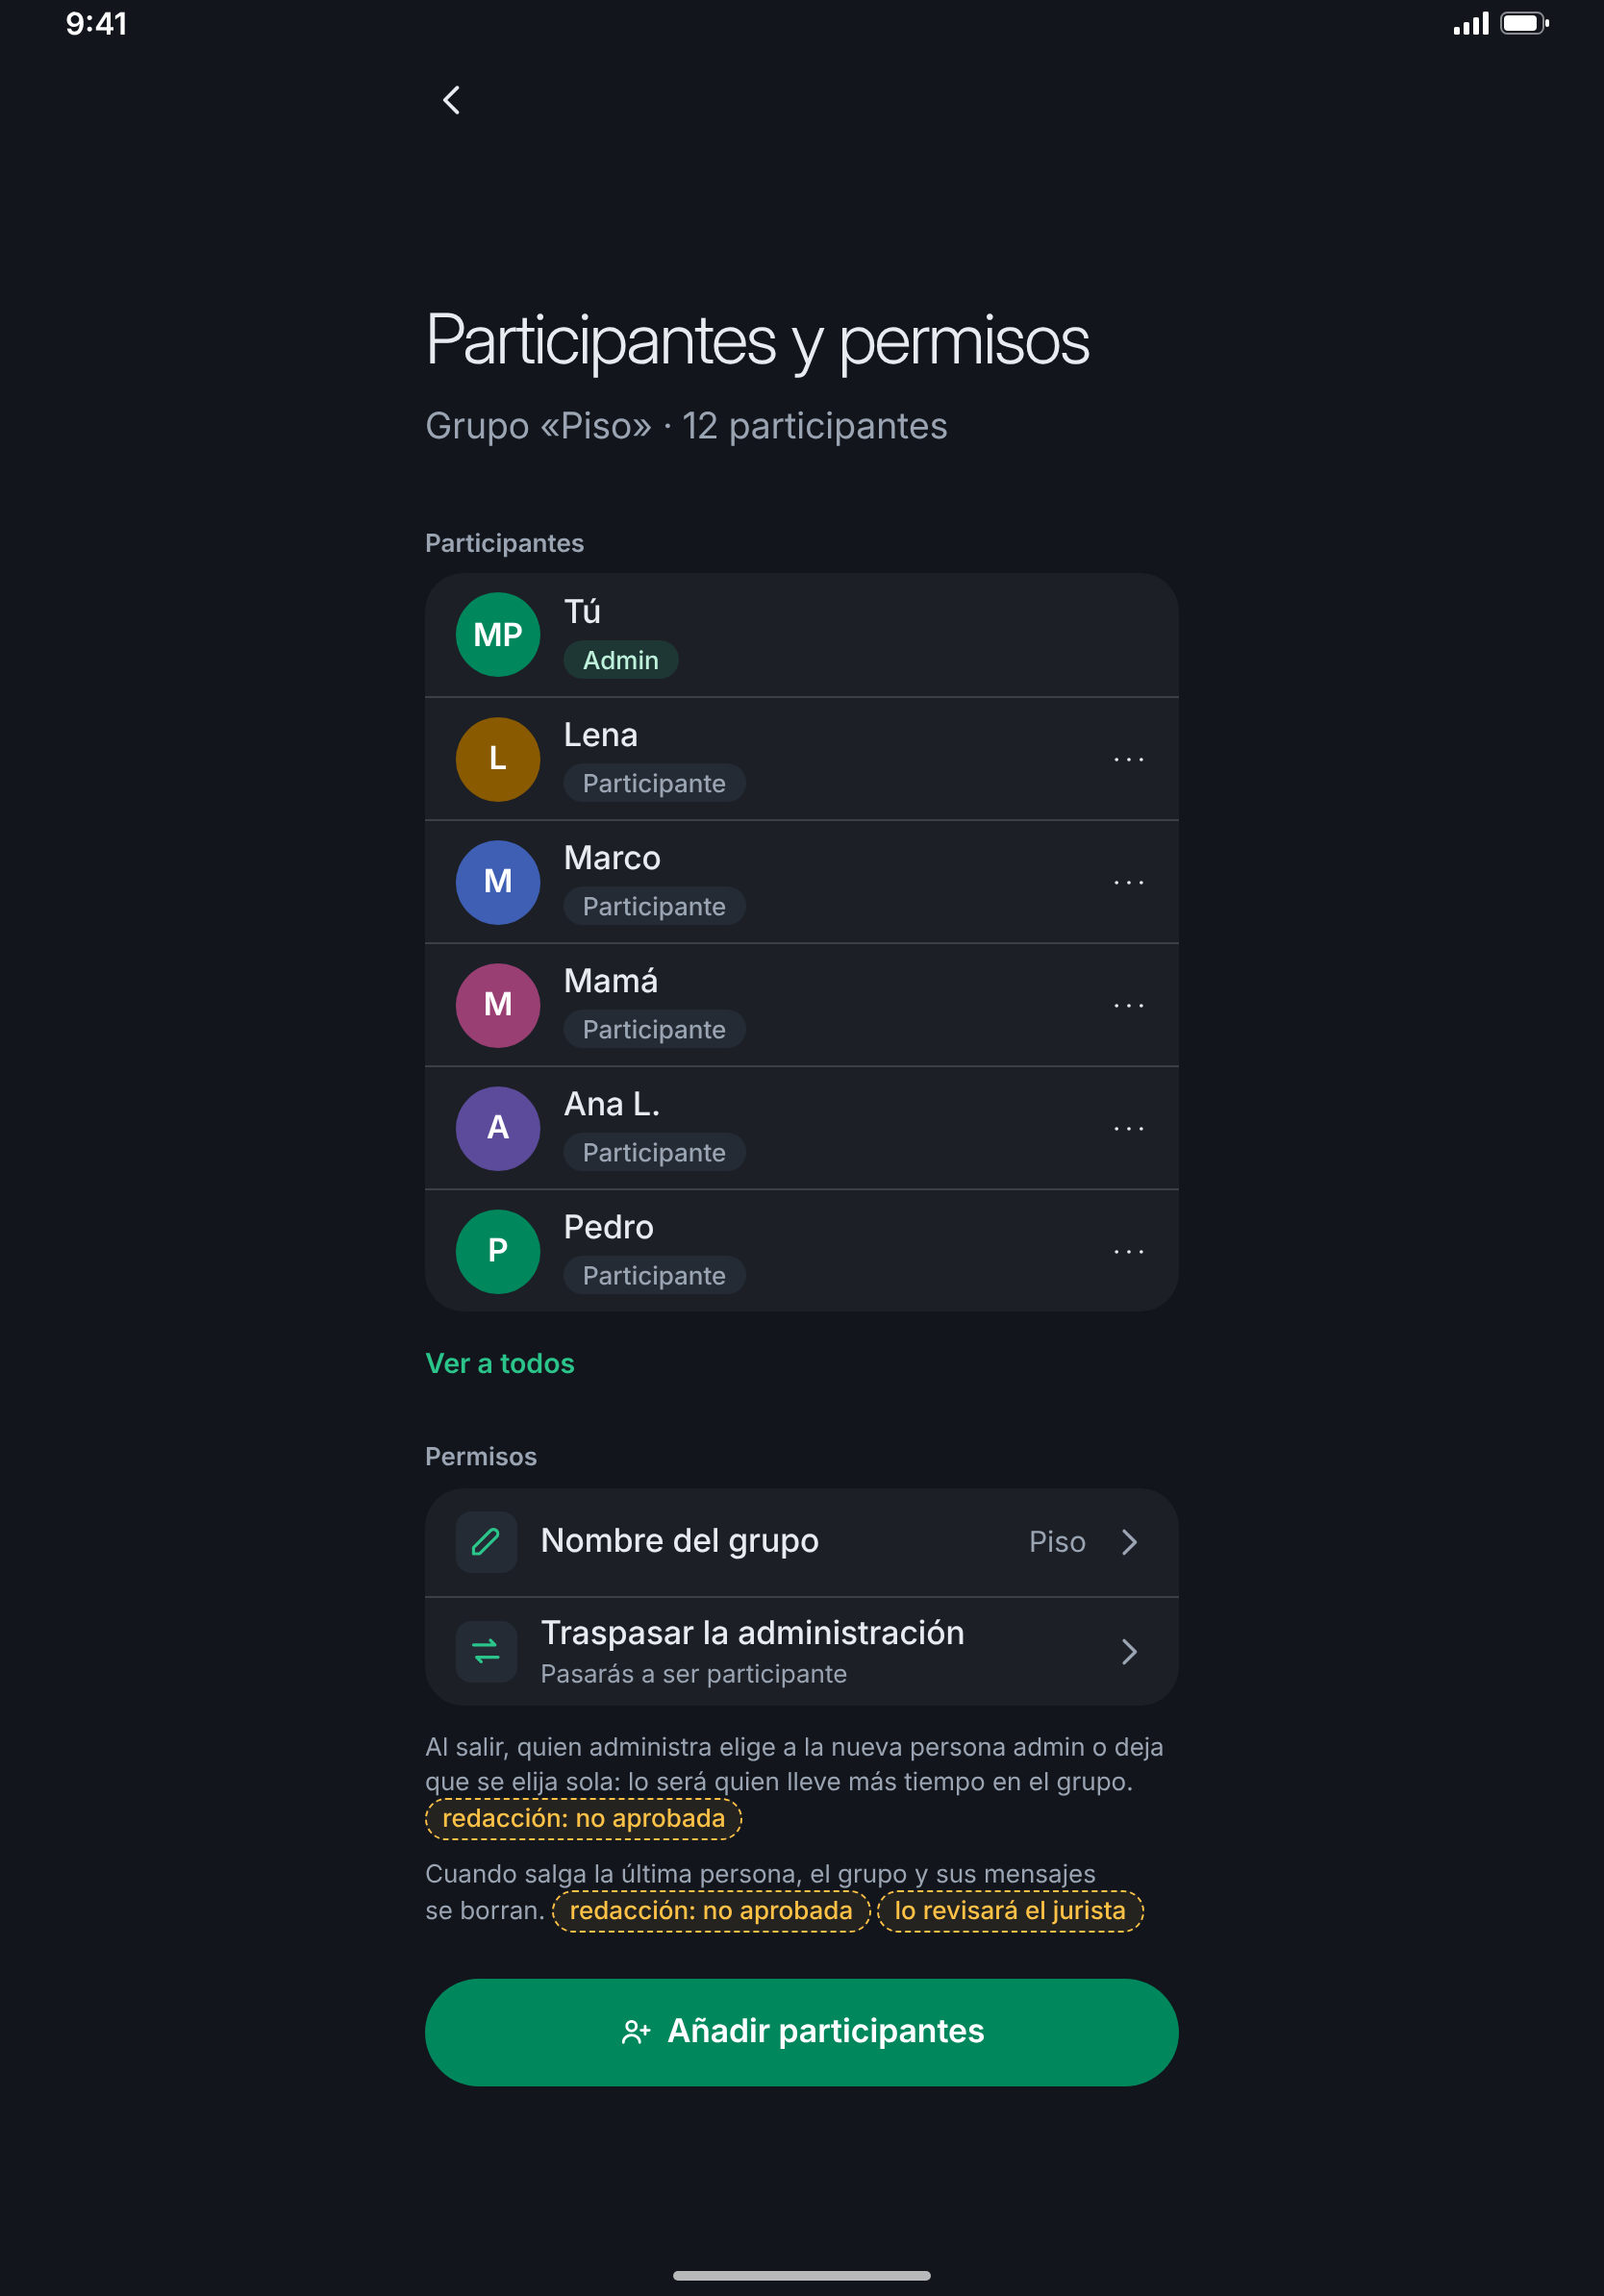 9:41
Participantes y permisos
Grupo «Piso» · 12 participantes
Participantes
MP
Tú
Admin
L
Lena
Participante
M
Marco
Participante
M
Mamá
Participante
A
Ana L.
Participante
P
Pedro
Participante
Ver a todos
Permisos
Nombre del grupo
Piso
Traspasar la administración
Pasarás a ser participante
Al salir, quien administra elige a la nueva persona admin o deja
que se elija sola: lo será quien lleve más tiempo en el grupo.
redacción: no aprobada
Cuando salga la última persona, el grupo y sus mensajes
se borran. redacción: no aprobada lo revisará el jurista
Añadir participantes